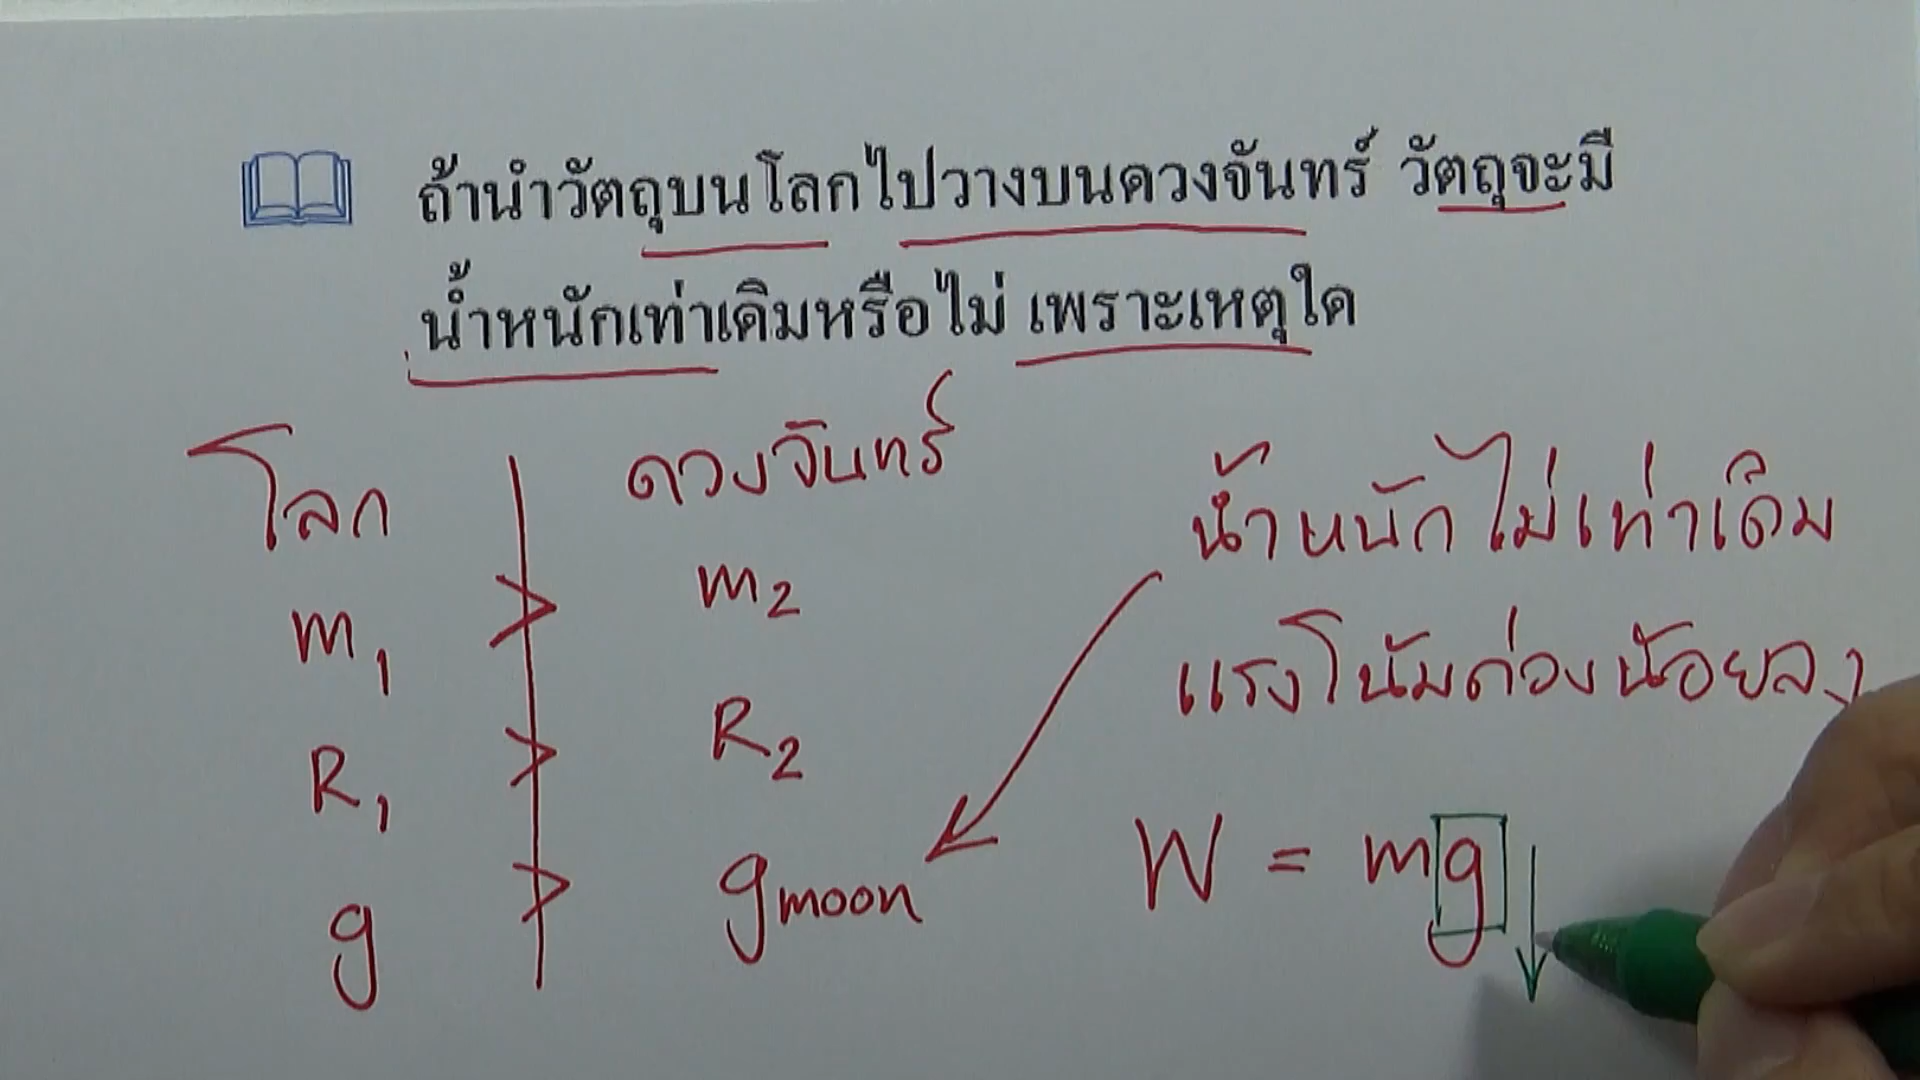 ถ้านำวัตถุบนโลกไปวางบนดวงจันทร์ วัตถุจะมี
น้ำหนักเท่าเดิมหรือไม่ เพราะเหตุใด
โลก
ดวงจันทร์
m₁ > m₂
R₁ > R₂
g > gmoon
น้ำหนักไม่เท่าเดิม
แรงโน้มถ่วงน้อยลง
W = mg↓